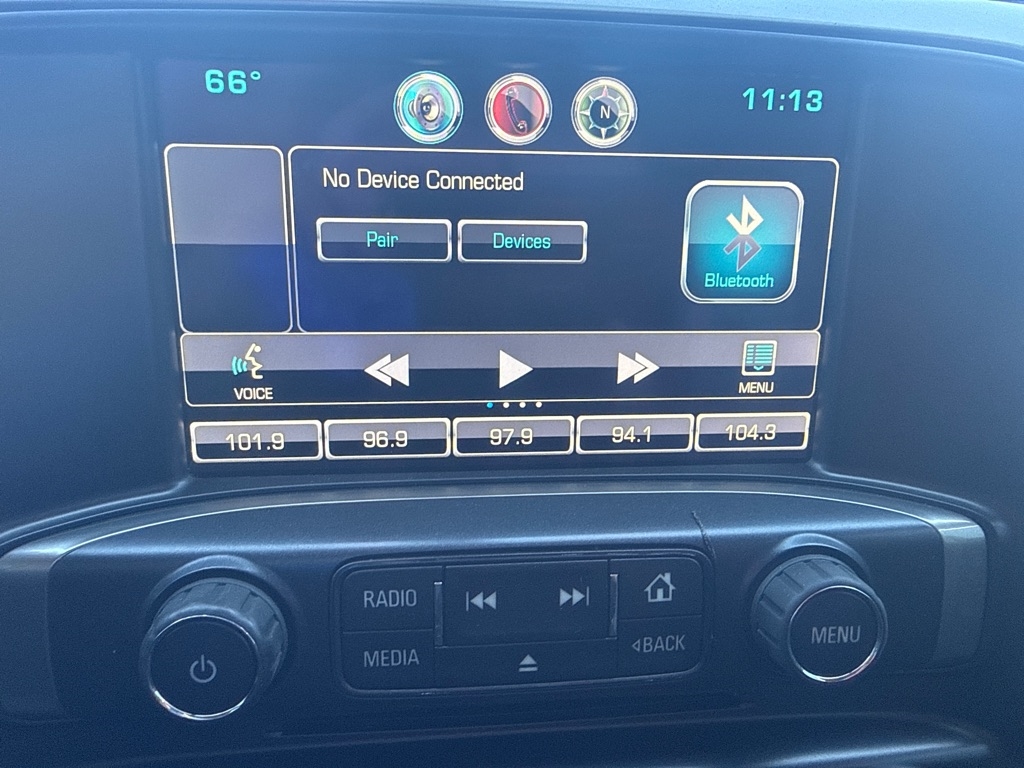 66°
N
11:13
No Device Connected
Pair
Devices
Bluetooth
VOICE
MENU
101.9
96.9
97.9
94.1
104.3
RADIO
MEDIA
BACK
MENU